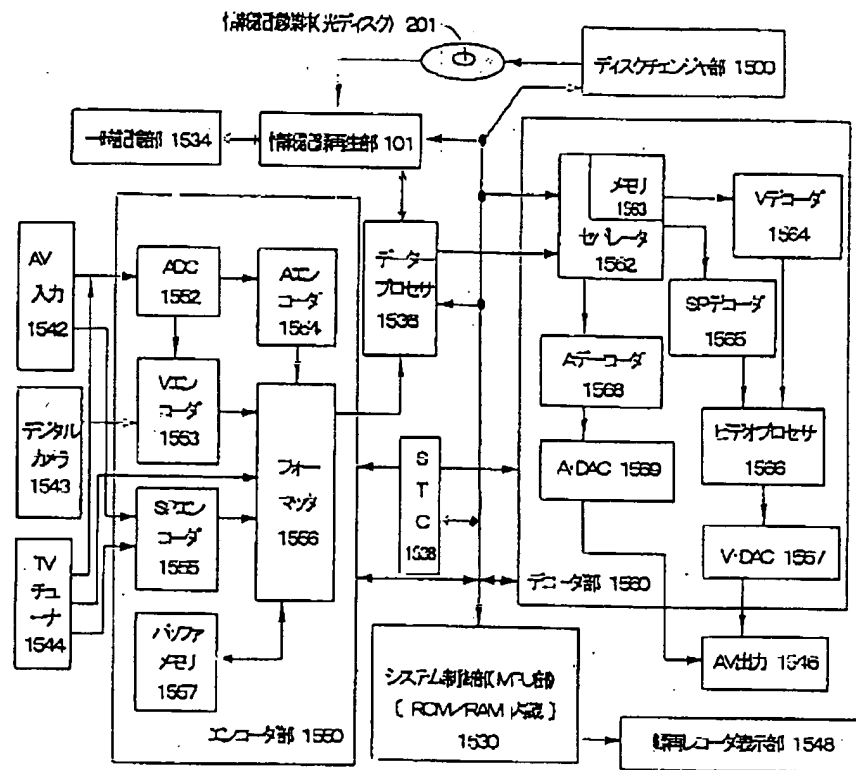 情報記憶媒体(光ディスク) 201
ディスクチェンジャ部 1500
一時記憶部 1534
情報記録再生部 101
メモリ
1563
セパレータ
1562
Vデコーダ
1564
AV
入力
1542
ADC
1552
Aエン
コーダ
1554
データー
プロセサ
1536
SPデコーダ
1565
Aデーコーダ
1568
Vエン
コーダ
1553
デジタル
カメラ
1543
フォー
マッタ
1556
S
T
C
1538
A・DAC 1569
ビデオプロセサ
1566
SPエン
コーダ
1555
V・DAC 1567
TV
チュ
ーナ
1544
デコータ部 1560
バッファ
メモリ
1557
システム制御部(MPU部)
[ ROM/RAM 内蔵 ]
1530
AV出力 1546
エンコータ部 1550
録再レコーダ表示部 1548